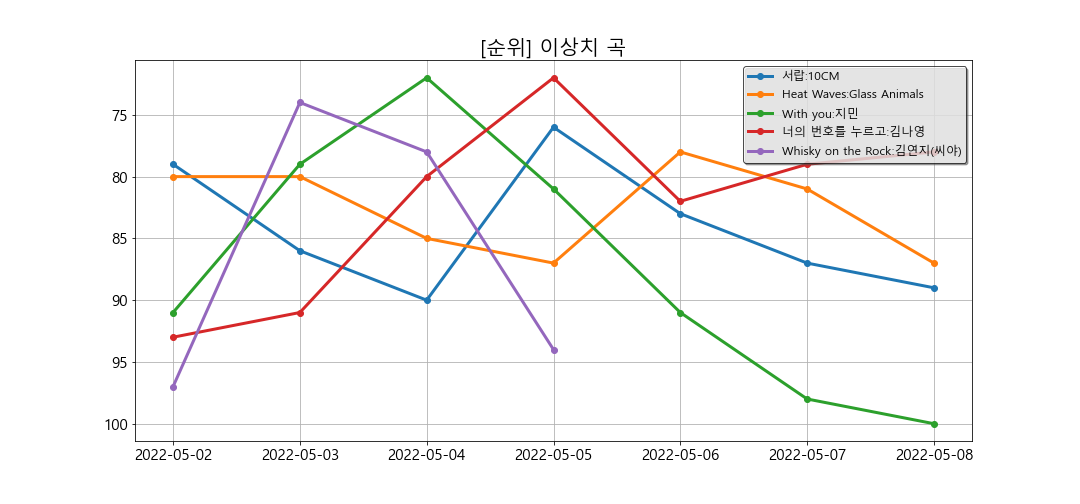 [순위] 이상치 곡
서랍:10CM
Heat Waves:Glass Animals
With you:지민
너의 번호를 누르고:김나영
Whisky on the Rock:김연지(씨야)
75
80
85
90
95
100
2022-05-02 2022-05-03 2022-05-04 2022-05-05 2022-05-06 2022-05-07 2022-05-08